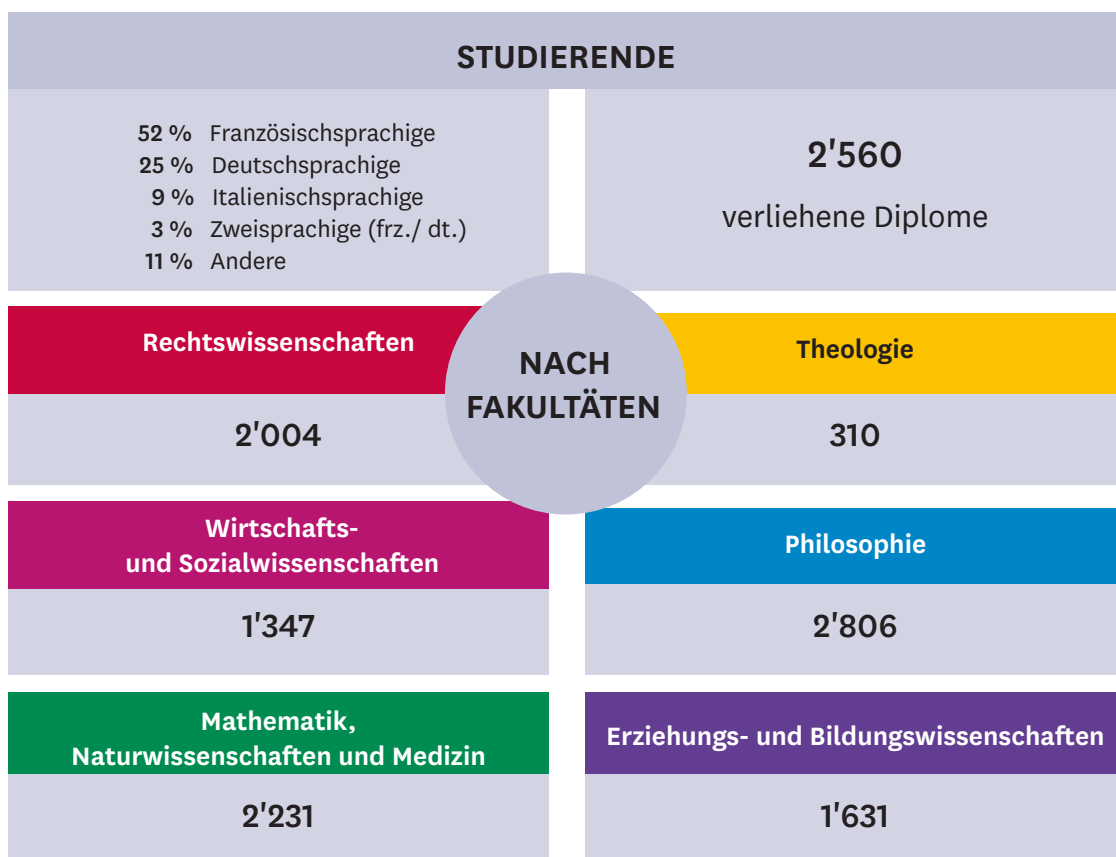 STUDIERENDE
52 % Französischsprachige
25 % Deutschsprachige
9 % Italienischsprachige
3 % Zweisprachige (frz./ dt.)
11 % Andere
2'560
verliehene Diplome
NACH
FAKULTÄTEN
Rechtswissenschaften
2'004
Theologie
310
Wirtschafts-
und Sozialwissenschaften
1'347
Philosophie
2'806
Mathematik,
Naturwissenschaften und Medizin
2'231
Erziehungs- und Bildungswissenschaften
1'631